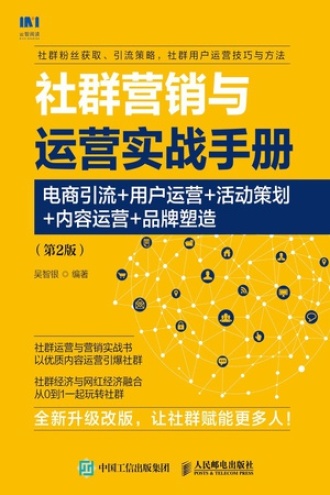 社群粉丝获取、引流策略，社群用户运营技巧与方法
社群营销与
运营实战手册
电商引流+用户运营+活动策划
+内容运营+品牌塑造
（第2版）
吴智银 编著
社群运营与营销实战书
以优质内容运营引爆社群
社群经济与网红经济融合
从0到1一起玩转社群
全新升级改版，让社群赋能更多人！
中国工信出版集团
人民邮电出版社